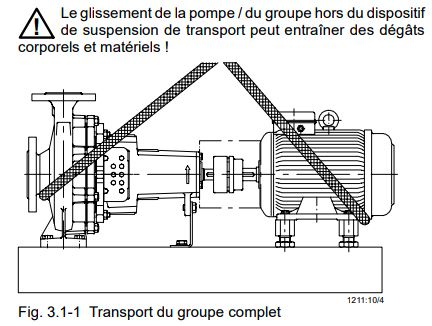 Le glissement de la pompe / du groupe hors du dispositif
de suspension de transport peut entraîner des dégâts
corporels et matériels !
1211:10/4
Fig. 3.1-1 Transport du groupe complet